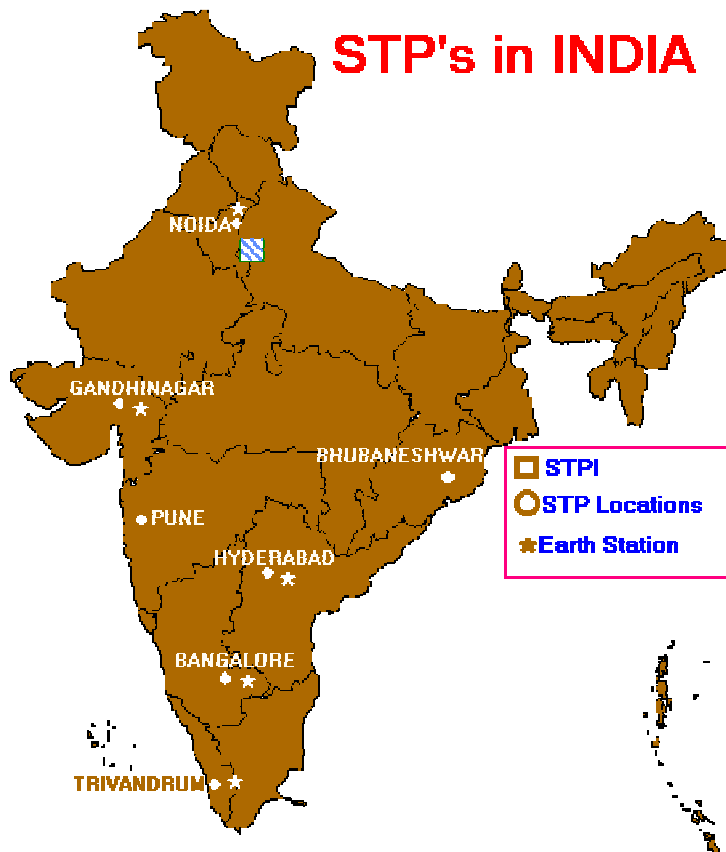 STP's in INDIA
NOIDA
GANDHINAGAR
BHUBANESHWAR
STPI
STP Locations
PUNE
Earth Station
HYDERABAD
BANGALORE
TRIVANDRUM